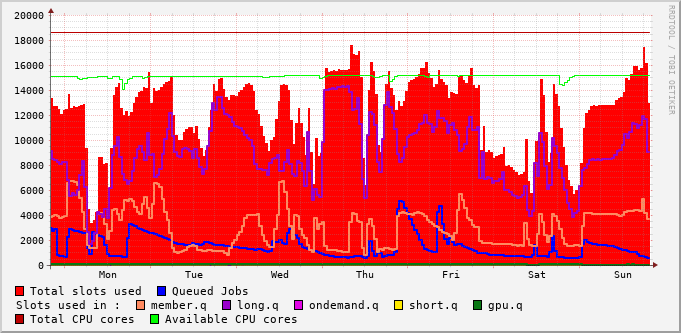 20000
18000
16000
14000
12000
10000
8000
6000
4000
2000
0
Mon Tue Wed Thu Fri Sat Sun
RRDTOOL / TOBI OETIKER
Total slots used Queued Jobs
Slots used in : member.q long.q ondemand.q short.q gpu.q
Total CPU cores Available CPU cores